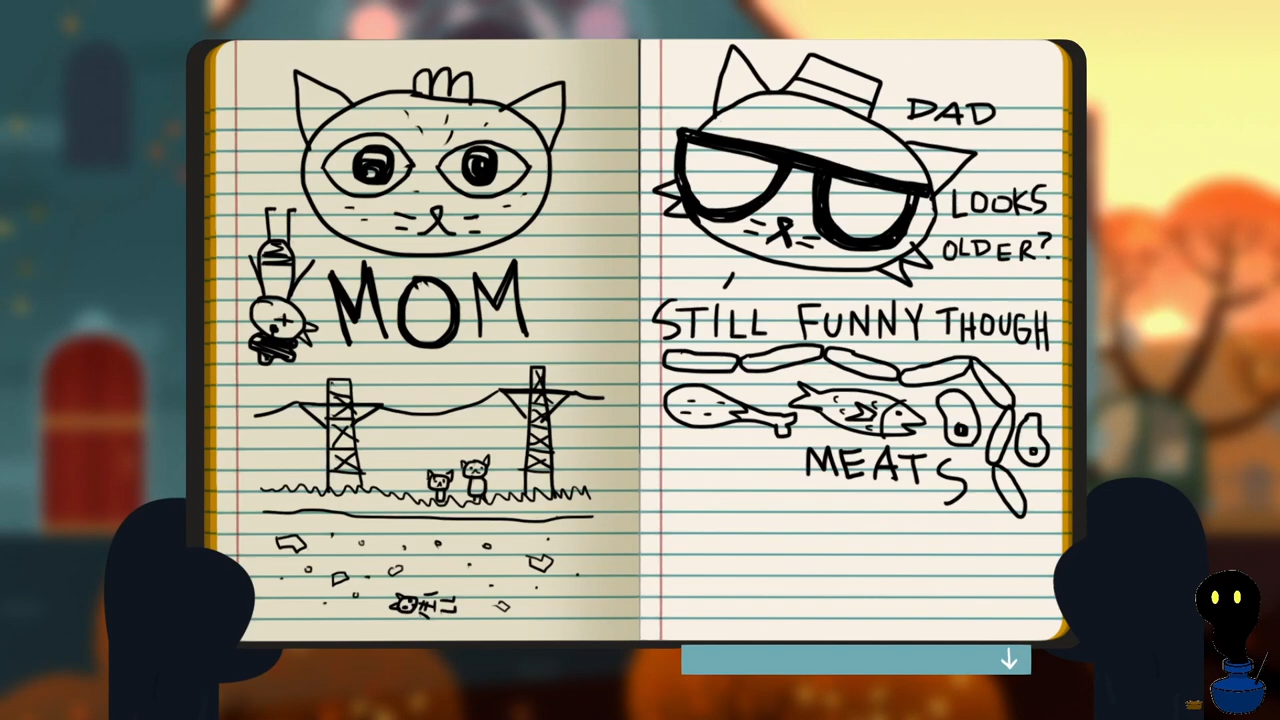 MOM
DAD
LOOKS
OLDER?
STILL FUNNY THOUGH
MEATS